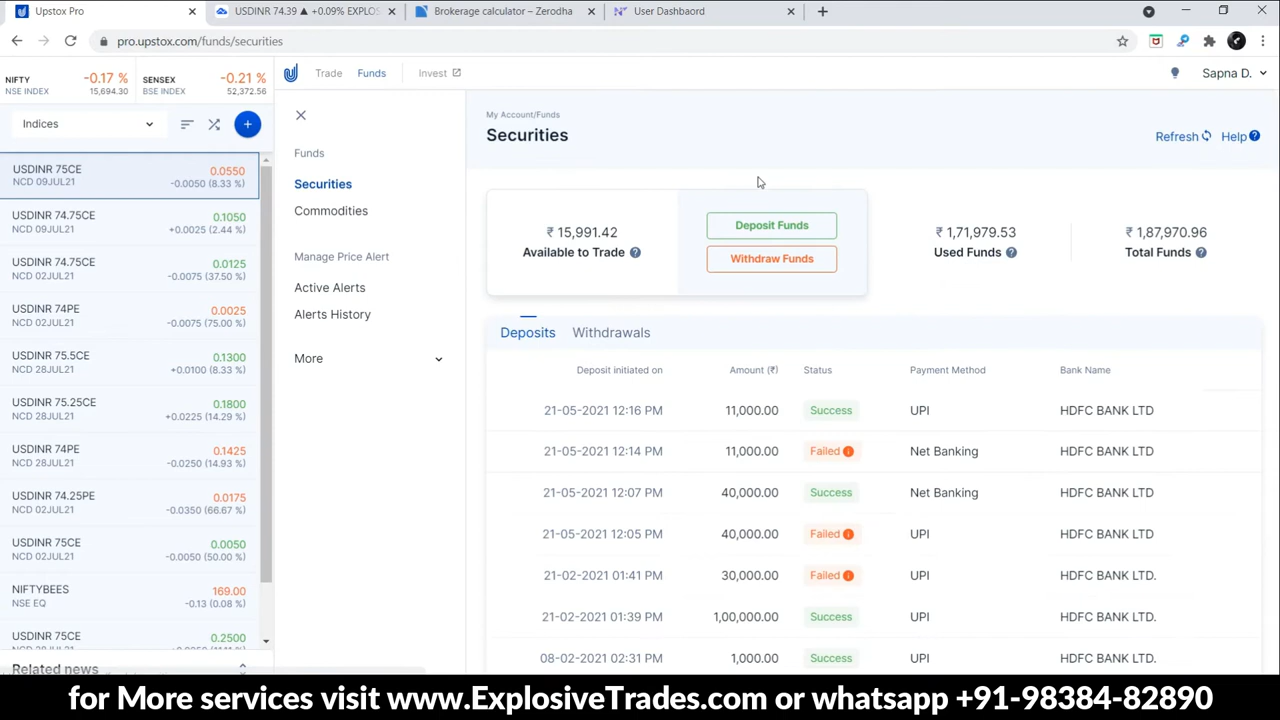 Upstox Pro
USDINR 74.39 ▲ +0.09% EXPLOS
Brokerage calculator – Zerodha
User Dashbaord
pro.upstox.com/funds/securities
NIFTY
NSE INDEX
-0.17 %
15,694.30
SENSEX
BSE INDEX
-0.21 %
52,372.56
Trade
Funds
Invest
Sapna D.
Indices
USDINR 75CE 0.0550
NCD 09JUL21 -0.0050 (8.33 %)
USDINR 74.75CE 0.1050
NCD 09JUL21 +0.0025 (2.44 %)
USDINR 74.75CE 0.0125
NCD 02JUL21 -0.0075 (37.50 %)
USDINR 74PE 0.0025
NCD 02JUL21 -0.0075 (75.00 %)
USDINR 75.5CE 0.1300
NCD 28JUL21 +0.0100 (8.33 %)
USDINR 75.25CE 0.1800
NCD 28JUL21 +0.0225 (14.29 %)
USDINR 74PE 0.1425
NCD 28JUL21 -0.0250 (14.93 %)
USDINR 74.25PE 0.0175
NCD 02JUL21 -0.0350 (66.67 %)
USDINR 75CE 0.0050
NCD 02JUL21 -0.0050 (50.00 %)
NIFTYBEES 169.00
NSE EQ -0.13 (0.08 %)
USDINR 75CE 0.2500
Related news
Funds
Securities
Commodities
Manage Price Alert
Active Alerts
Alerts History
More
My Account/Funds
Securities
Refresh
Help
₹ 15,991.42
Available to Trade
Deposit Funds
Withdraw Funds
₹ 1,71,979.53
Used Funds
₹ 1,87,970.96
Total Funds
Deposits Withdrawals
Deposit initiated on Amount (₹) Status Payment Method Bank Name
21-05-2021 12:16 PM 11,000.00 Success UPI HDFC BANK LTD
21-05-2021 12:14 PM 11,000.00 Failed Net Banking HDFC BANK LTD
21-05-2021 12:07 PM 40,000.00 Success Net Banking HDFC BANK LTD
21-05-2021 12:05 PM 40,000.00 Failed UPI HDFC BANK LTD
21-02-2021 01:41 PM 30,000.00 Failed UPI HDFC BANK LTD.
21-02-2021 01:39 PM 1,00,000.00 Success UPI HDFC BANK LTD.
08-02-2021 02:31 PM 1,000.00 Success UPI HDFC BANK LTD.
for More services visit www.ExplosiveTrades.com or whatsapp +91-98384-82890